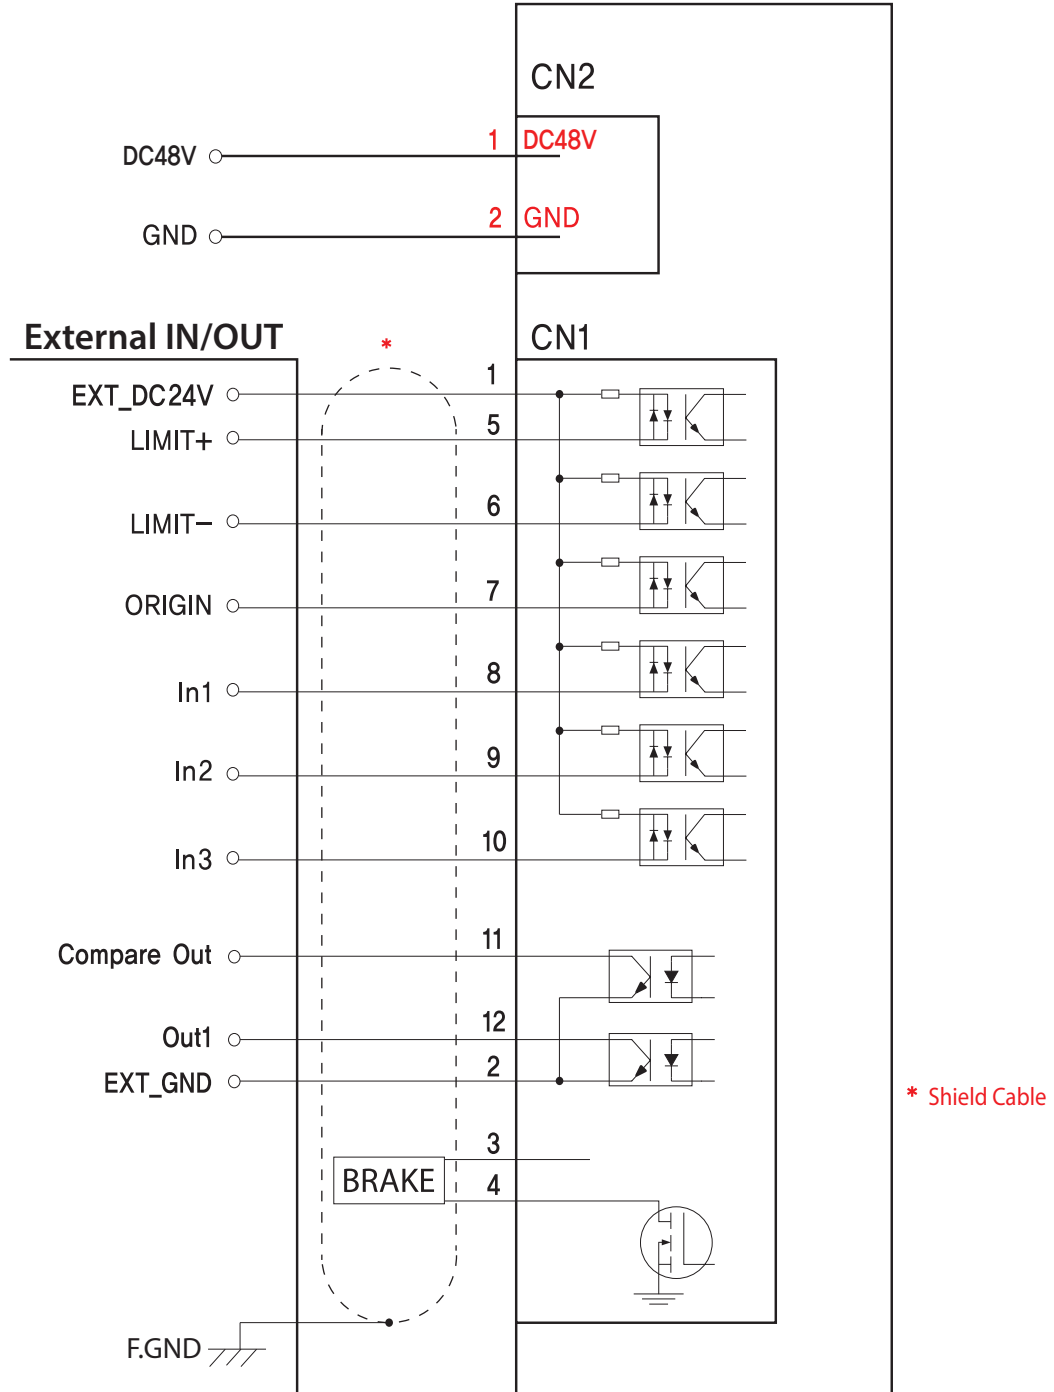 CN2
DC48V 1 DC48V
GND 2 GND
External IN/OUT * CN1
EXT_DC24V 1
LIMIT+ 5
LIMIT− 6
ORIGIN 7
In1 8
In2 9
In3 10
Compare Out 11
Out1 12
EXT_GND 2
* Shield Cable
3
BRAKE 4
F.GND